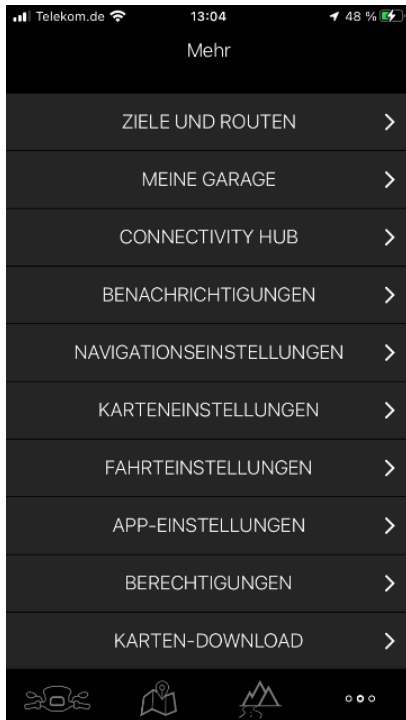 Telekom.de 13:04 48 %
Mehr
ZIELE UND ROUTEN
MEINE GARAGE
CONNECTIVITY HUB
BENACHRICHTIGUNGEN
NAVIGATIONSEINSTELLUNGEN
KARTENEINSTELLUNGEN
FAHRTEINSTELLUNGEN
APP-EINSTELLUNGEN
BERECHTIGUNGEN
KARTEN-DOWNLOAD